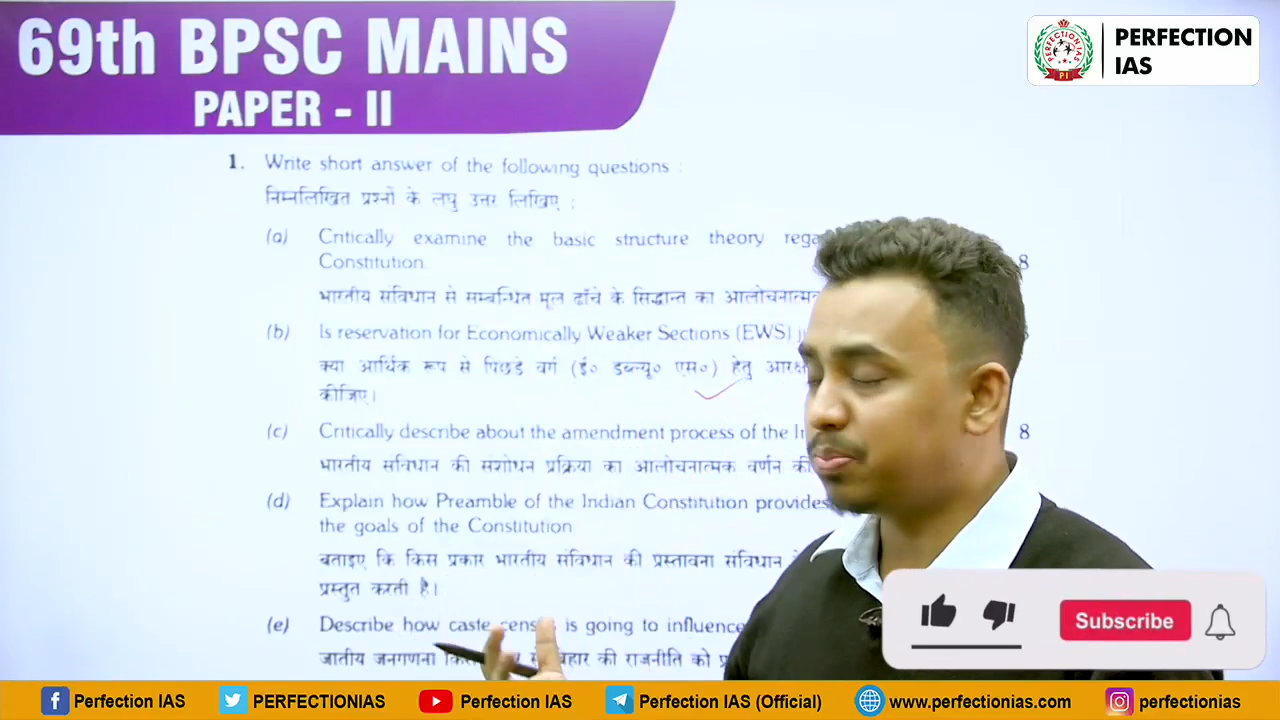 69th BPSC MAINS
PAPER - II
PERFECTION
IAS
PERFECTION IAS
PI
1. Write short answer of the following questions :
निम्नलिखित प्रश्नों के लघु उत्तर लिखिए :
(a) Critically examine the basic structure theory rega
Constitution. 8
भारतीय संविधान से सम्बन्धित मूल ढाँचे के सिद्धान्त का आलोचनात्मक
(b) Is reservation for Economically Weaker Sections (EWS) j
क्या आर्थिक रूप से पिछड़े वर्ग (ई० डब्ल्यू० एस०) हेतु
कीजिए।
(c) Critically describe about the amendment process of the 8
भारतीय संविधान की संशोधन प्रक्रिया का आलोचनात्मक वर्णन
(d) Explain how Preamble of the Indian Constitution provides
the goals of the Constitution
बताइए कि किस प्रकार भारतीय संविधान की प्रस्तावना संविधान
प्रस्तुत करती है।
(e) Describe how caste is going to influence
जातीय जनगणना की राजनीति को
Subscribe
Perfection IAS PERFECTIONIAS Perfection IAS Perfection IAS (Official) www.perfectionias.com perfectionias